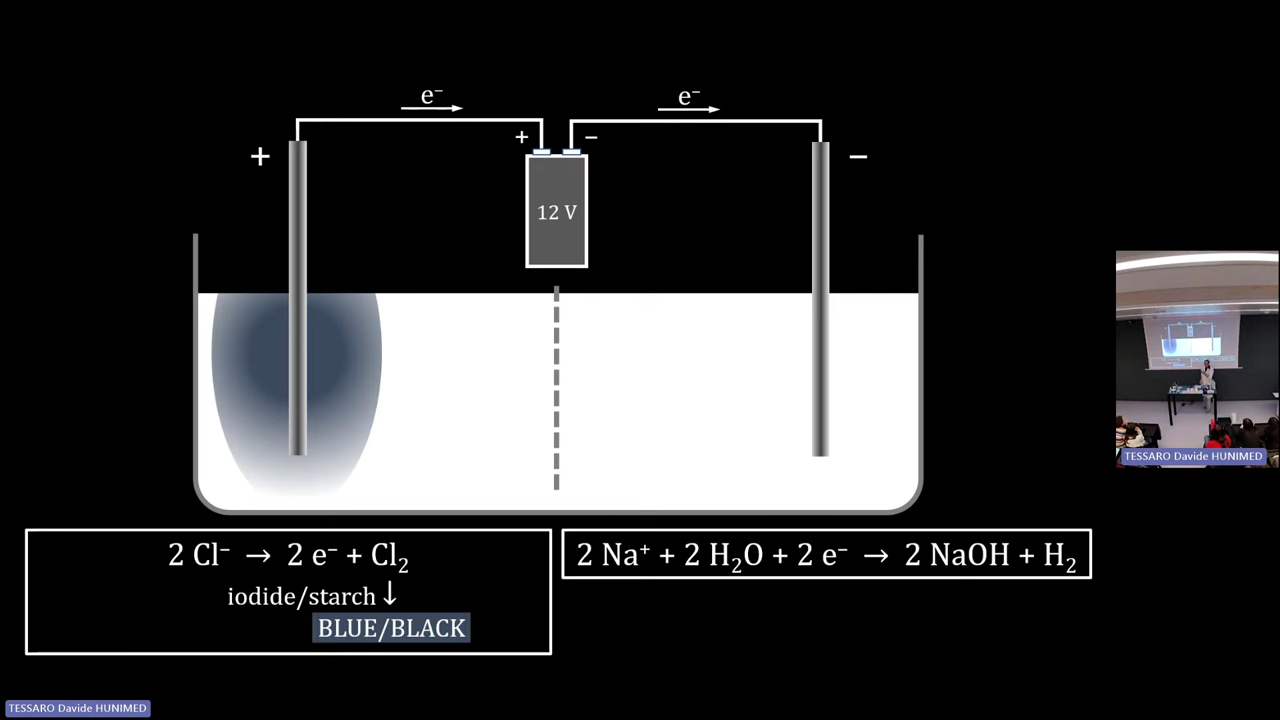 e⁻
e⁻
+
−
+
−
12 V
2 Cl⁻ → 2 e⁻ + Cl₂
iodide/starch ↓
BLUE/BLACK
2 Na⁺ + 2 H₂O + 2 e⁻ → 2 NaOH + H₂
TESSARO Davide HUNIMED
TESSARO Davide HUNIMED